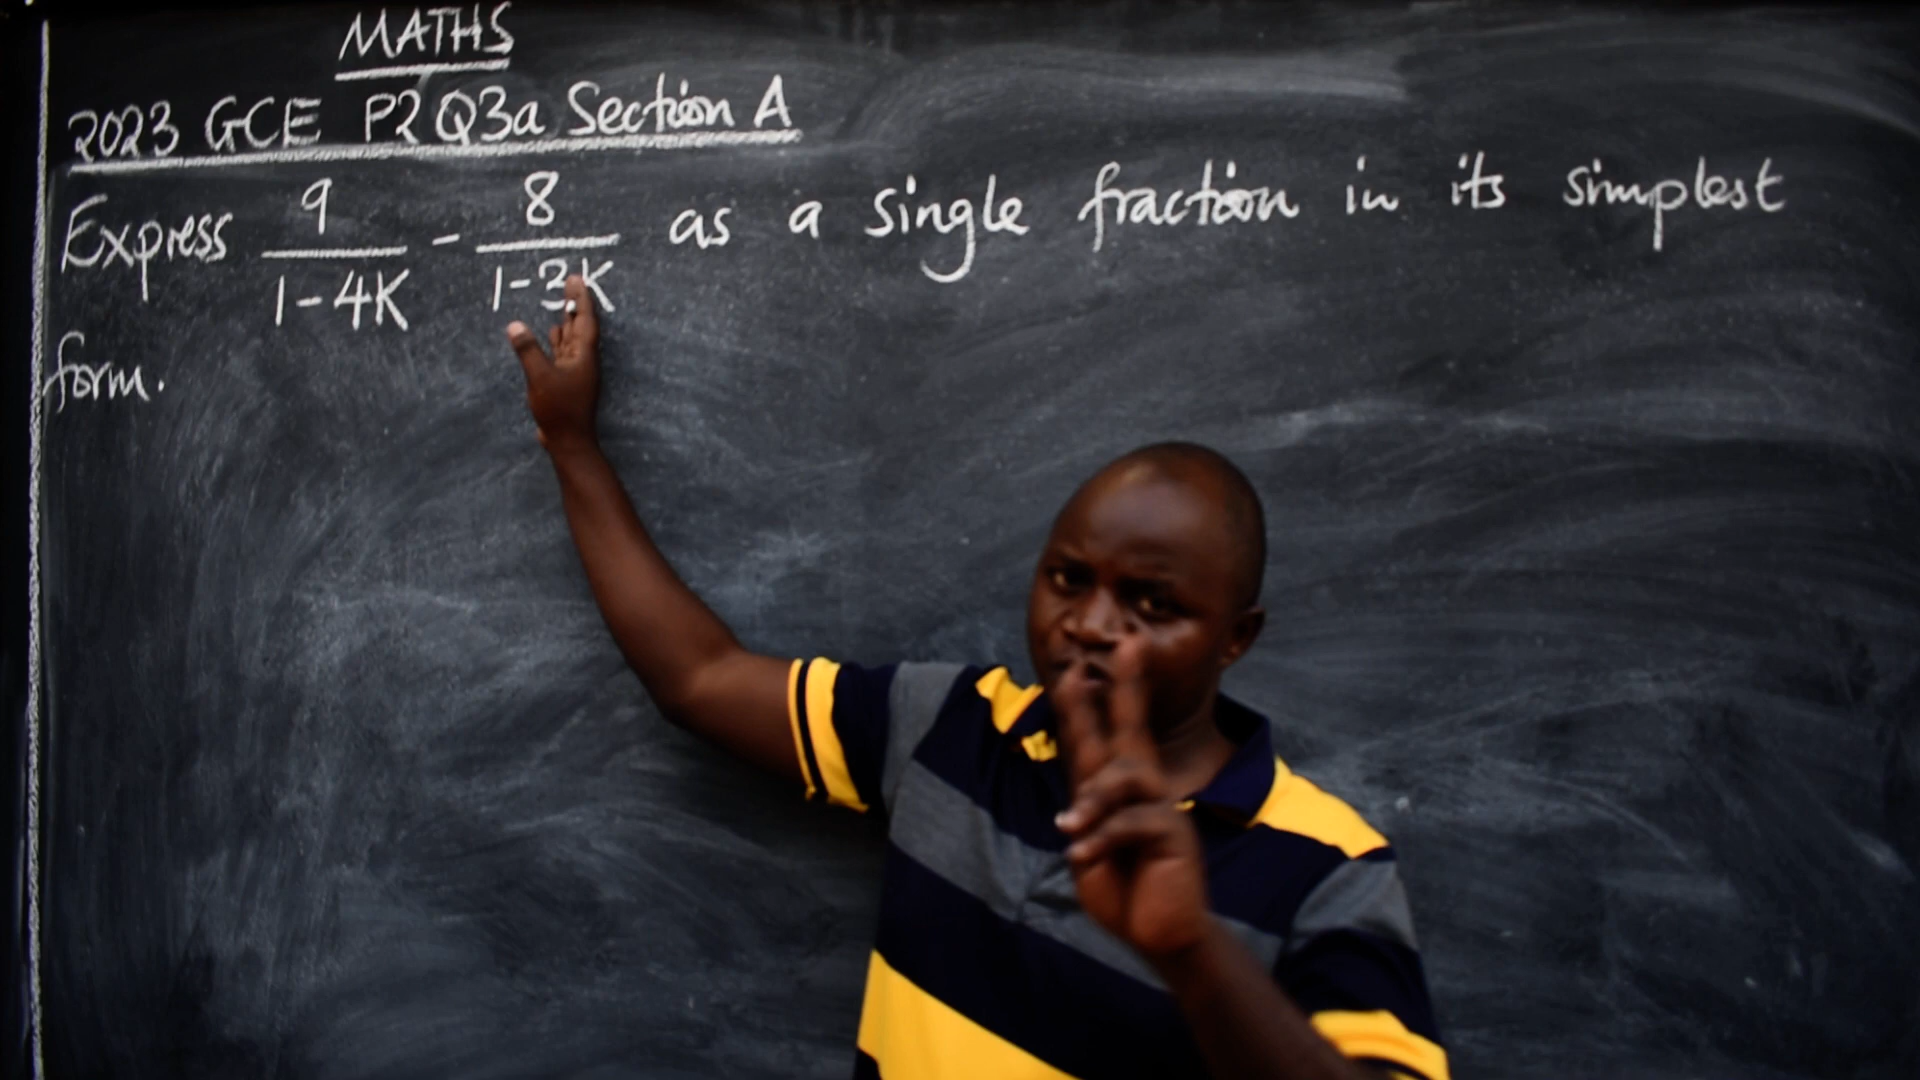 MATHS
2023 GCE P2 Q3a Section A
Express 9/(1-4K) - 8/(1-3K) as a single fraction in its simplest
form.